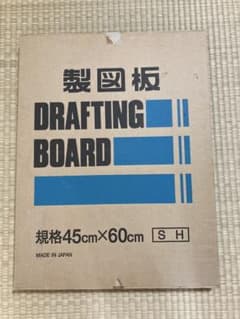 製図板
DRAFTING
BOARD
規格45cm×60cm S H
MADE IN JAPAN